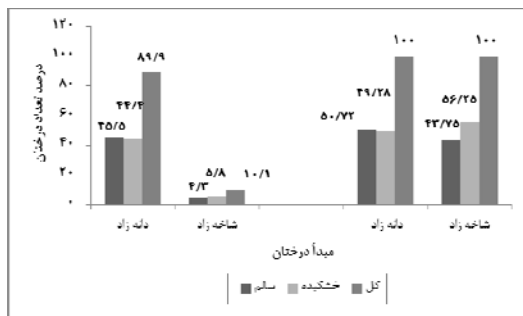 درصد تعداد درختان
۱۲۰
۱۰۰
۸۰
۶۰
۴۰
۲۰
۰
۴۵/۵ ۴۴/۴ ۸۹/۹
۴/۳ ۵/۸ ۱۰/۱
۵۰/۷۲ ۴۹/۲۸ ۱۰۰
۴۳/۷۵ ۵۶/۲۵ ۱۰۰
دانه زاد شاخه زاد دانه زاد شاخه زاد
مبدأ درختان
سالم خشکیده کل